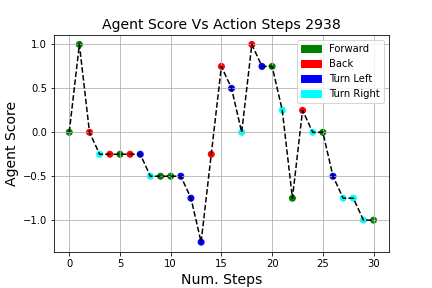 Agent Score Vs Action Steps 2938
Agent Score
1.0
0.5
0.0
−0.5
−1.0
Forward
Back
Turn Left
Turn Right
0 5 10 15 20 25 30
Num. Steps